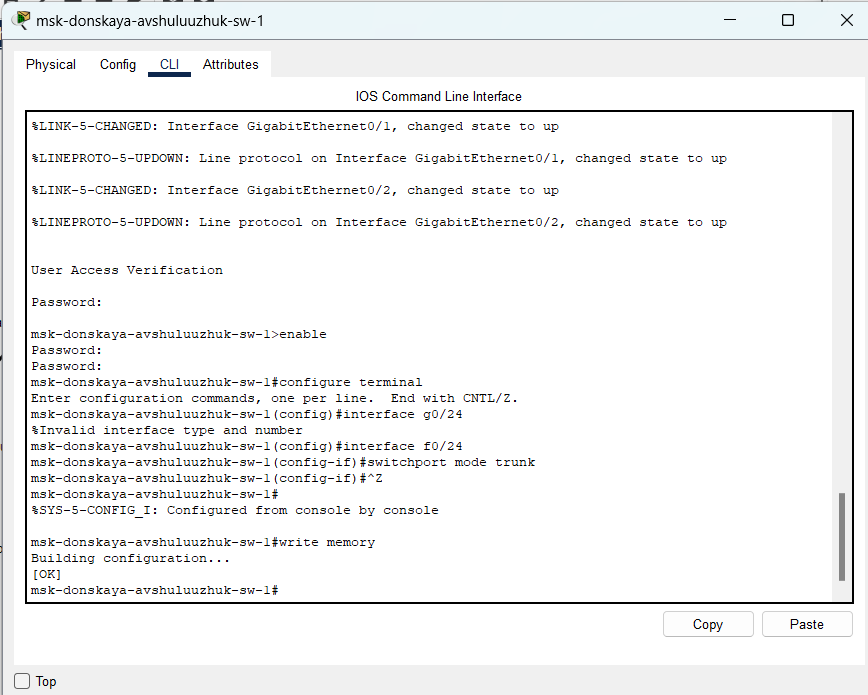 msk-donskaya-avshuluuzhuk-sw-1
Physical Config CLI Attributes
IOS Command Line Interface
%LINK-5-CHANGED: Interface GigabitEthernet0/1, changed state to up
%LINEPROTO-5-UPDOWN: Line protocol on Interface GigabitEthernet0/1, changed state to up
%LINK-5-CHANGED: Interface GigabitEthernet0/2, changed state to up
%LINEPROTO-5-UPDOWN: Line protocol on Interface GigabitEthernet0/2, changed state to up
User Access Verification
Password:
msk-donskaya-avshuluuzhuk-sw-1>enable
Password:
Password:
msk-donskaya-avshuluuzhuk-sw-1#configure terminal
Enter configuration commands, one per line.  End with CNTL/Z.
msk-donskaya-avshuluuzhuk-sw-1(config)#interface g0/24
%Invalid interface type and number
msk-donskaya-avshuluuzhuk-sw-1(config)#interface f0/24
msk-donskaya-avshuluuzhuk-sw-1(config-if)#switchport mode trunk
msk-donskaya-avshuluuzhuk-sw-1(config-if)#^Z
msk-donskaya-avshuluuzhuk-sw-1#
%SYS-5-CONFIG_I: Configured from console by console
msk-donskaya-avshuluuzhuk-sw-1#write memory
Building configuration...
[OK]
msk-donskaya-avshuluuzhuk-sw-1#
Copy Paste
Top